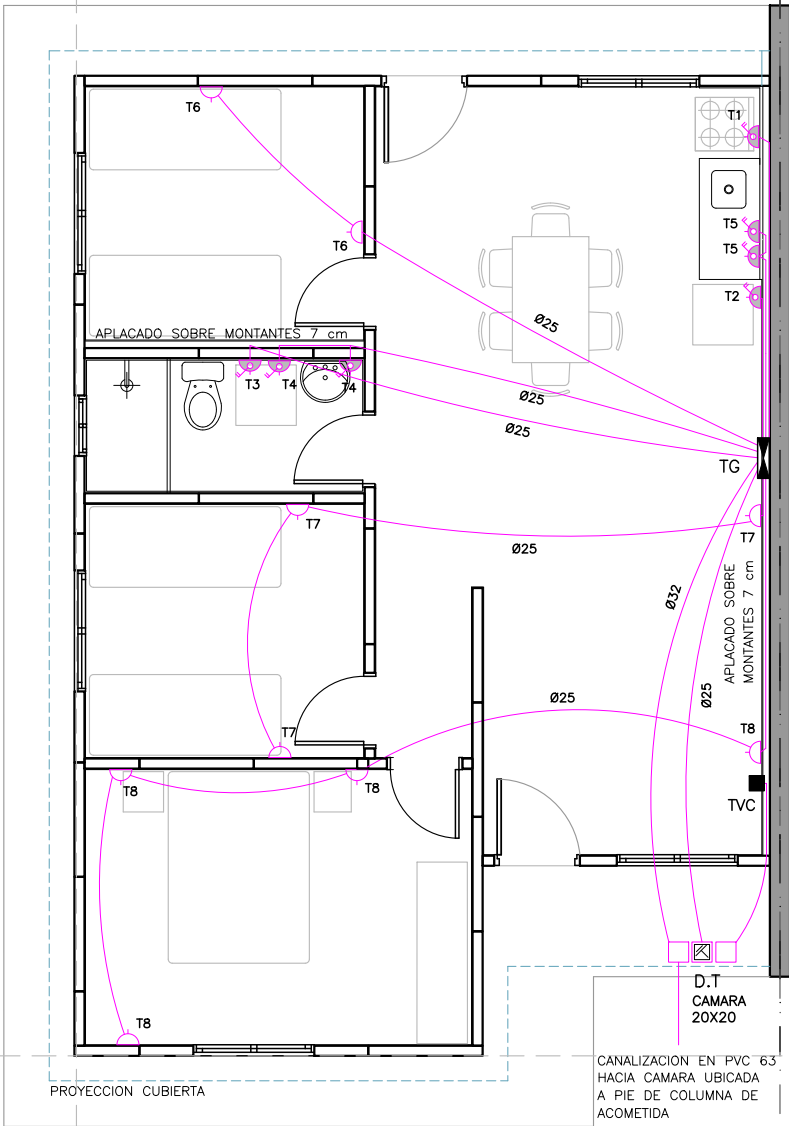 T6
T1
T5
T6
T5
T2
Ø25
APLACADO SOBRE MONTANTES 7 cm
T3
T4
T4
Ø25
Ø25
TG
T7
T7
Ø25
APLACADO SOBRE
MONTANTES 7 cm
Ø32
Ø25
Ø25
T7
T8
T8
T8
TVC
D.T
CAMARA
20X20
T8
CANALIZACION EN PVC 63
HACIA CAMARA UBICADA
A PIE DE COLUMNA DE
ACOMETIDA
PROYECCION CUBIERTA